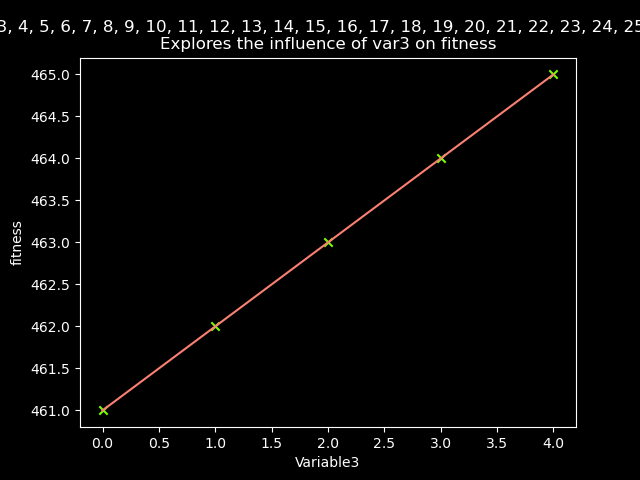 3, 4, 5, 6, 7, 8, 9, 10, 11, 12, 13, 14, 15, 16, 17, 18, 19, 20, 21, 22, 23, 24, 25
Explores the influence of var3 on fitness
465.0
464.5
464.0
463.5
463.0
462.5
462.0
461.5
461.0
fitness
0.0 0.5 1.0 1.5 2.0 2.5 3.0 3.5 4.0
Variable3